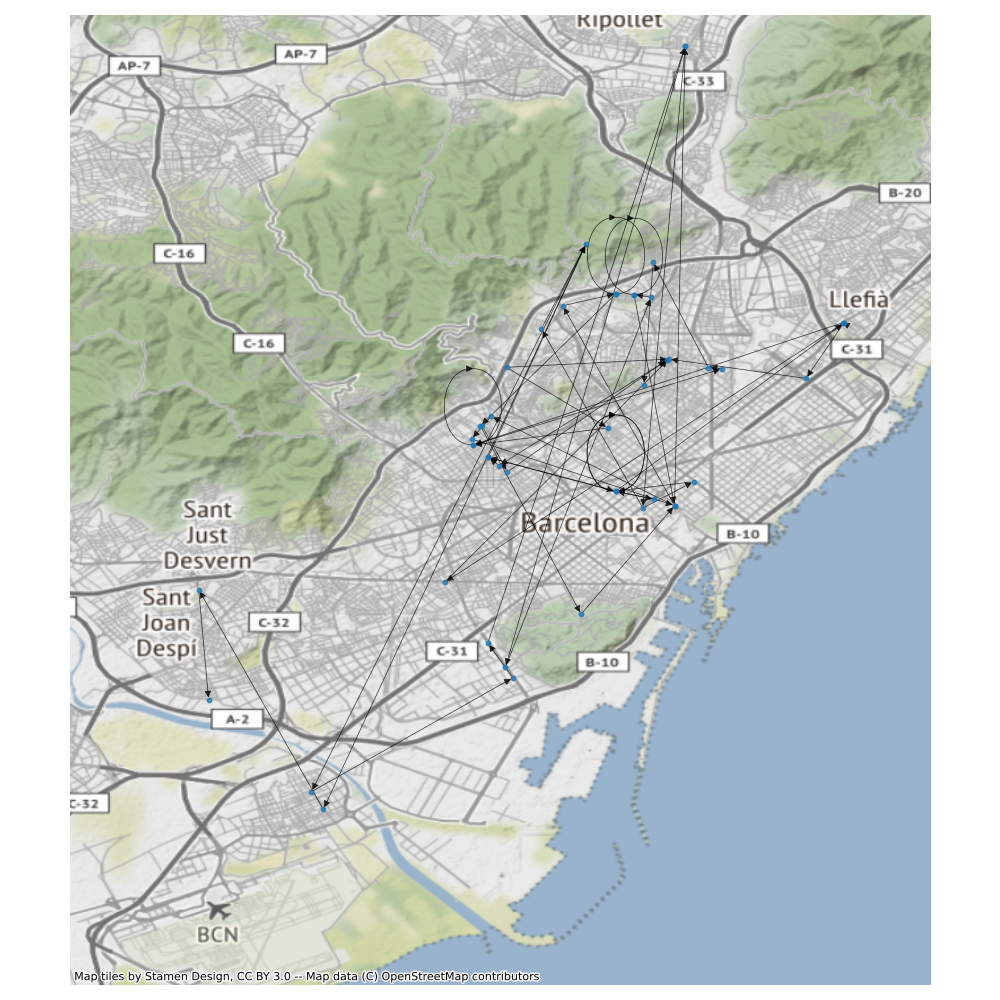 Ripollet
AP-7
AP-7
C-33
B-20
C-16
Llefià
C-16
C-31
Sant
Just
Desvern
Barcelona
B-10
Sant
Joan
Despí
C-32
C-31
B-10
A-2
C-32
BCN
Map tiles by Stamen Design, CC BY 3.0 -- Map data (C) OpenStreetMap contributors